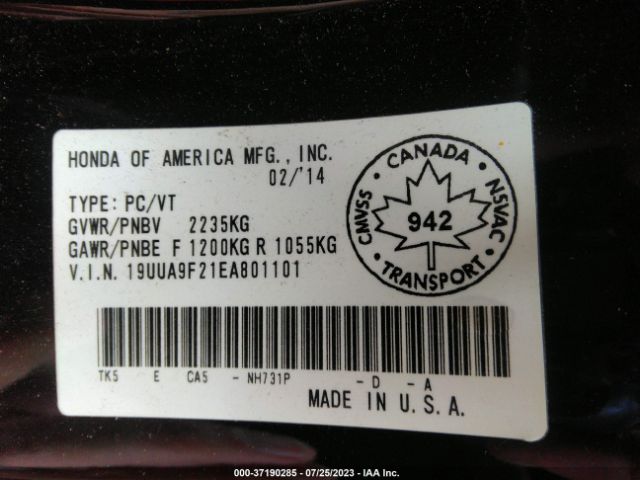 HONDA OF AMERICA MFG., INC.
02/'14
TYPE: PC/VT
GVWR/PNBV 2235KG
GAWR/PNBE F 1200KG R 1055KG
V.I.N. 19UUA9F21EA801101
CANADA
CMVSS
942
NSVAC
TRANSPORT
TK5 E CA5 - NH731P - D - A
MADE IN U.S.A.
000-37190285 - 07/25/2023 - IAA Inc.